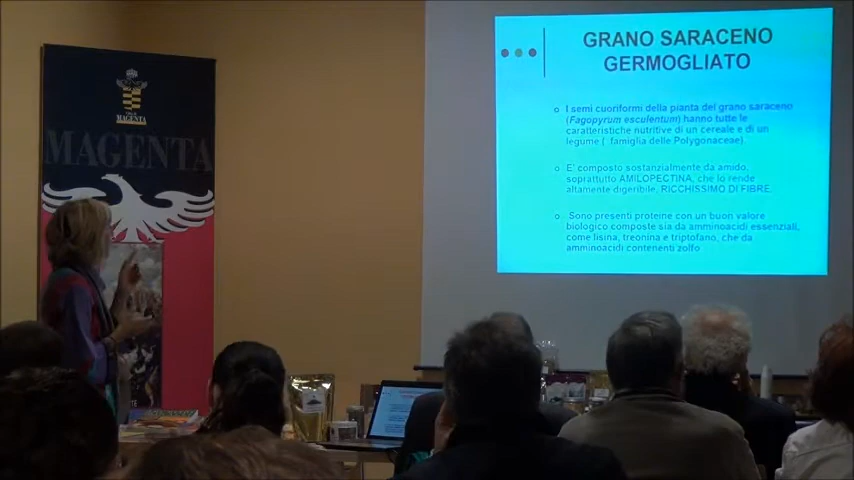 GRANO SARACENO
GERMOGLIATO
I semi cuoriformi della pianta del grano saraceno
(Fagopyrum esculentum) hanno tutte le
caratteristiche nutritive di un cereale e di un
legume ( famiglia delle Polygonaceae).
E' composto sostanzialmente da amido,
soprattutto AMILOPECTINA, che lo rende
altamente digeribile, RICCHISSIMO DI FIBRE.
Sono presenti proteine con un buon valore
biologico composte sia da amminoacidi essenziali,
come lisina, treonina e triptofano, che da
amminoacidi contenenti zolfo
MAGENTA
MAGENTA